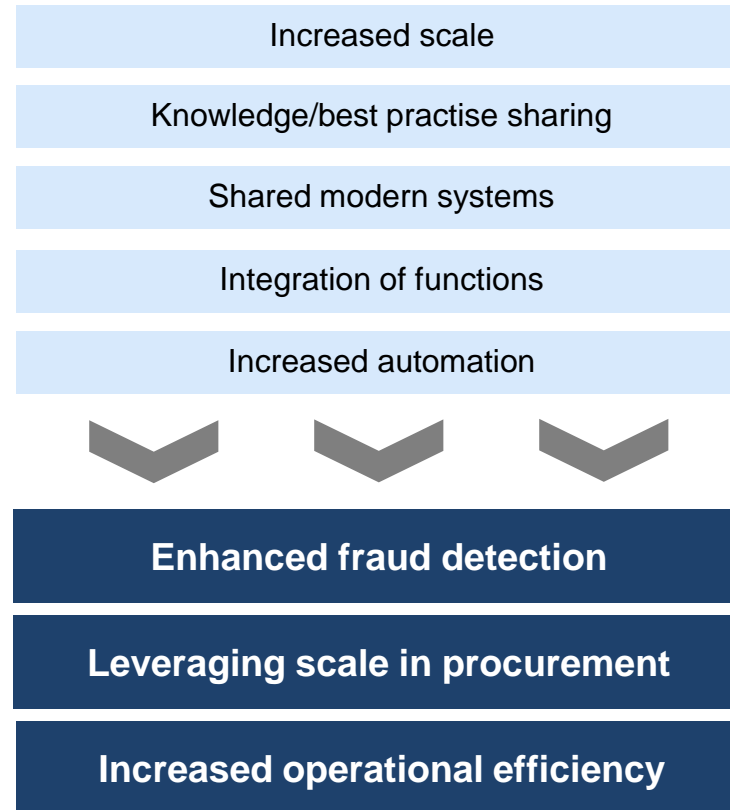 Increased scale
Knowledge/best practise sharing
Shared modern systems
Integration of functions
Increased automation
Enhanced fraud detection
Leveraging scale in procurement
Increased operational efficiency